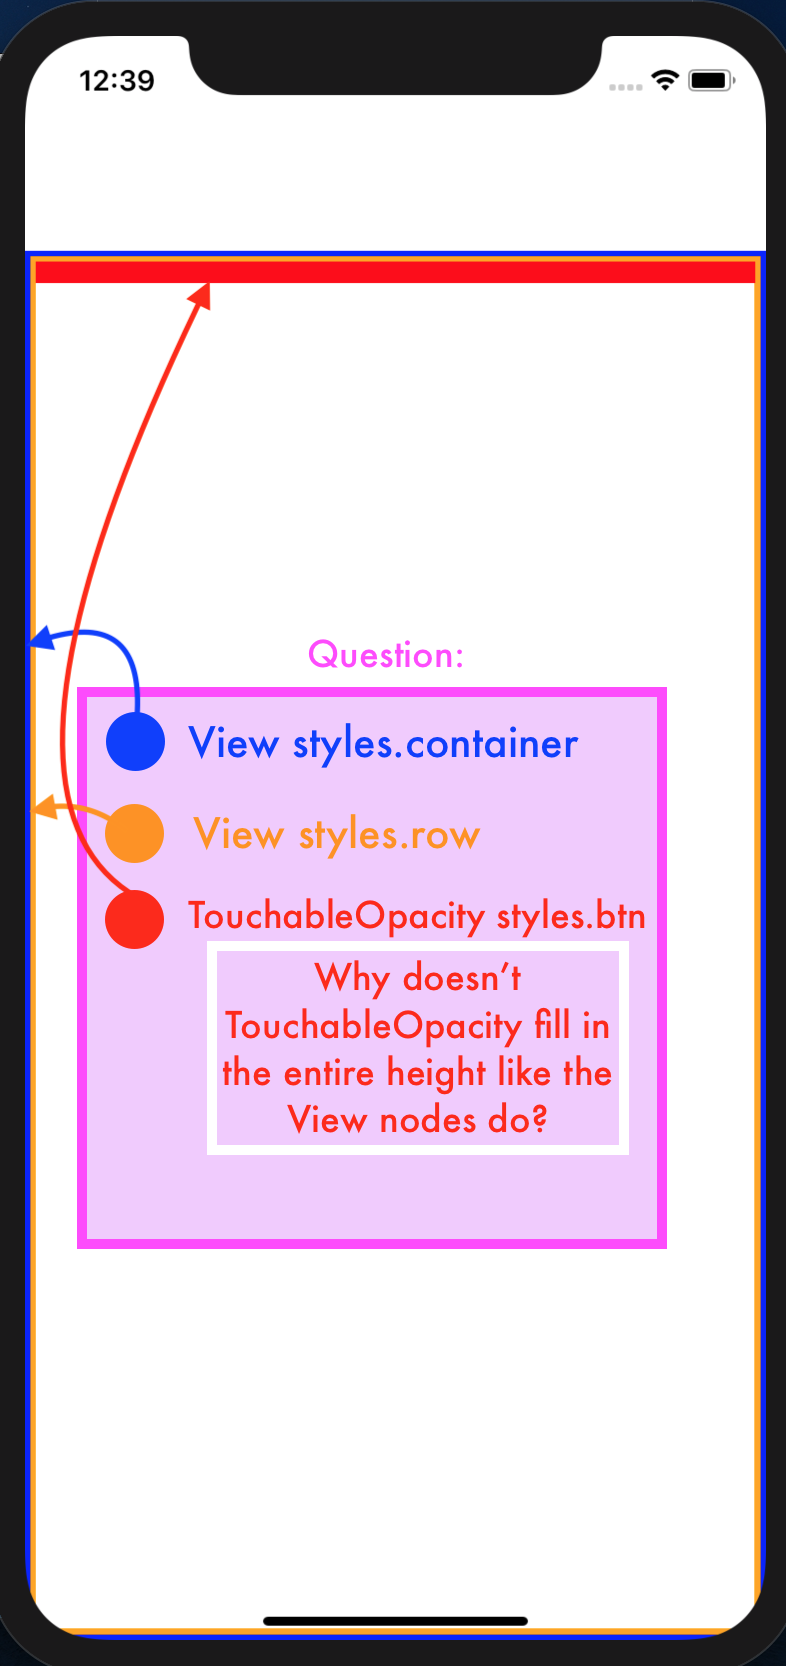 12:39
Question:
View styles.container
View styles.row
TouchableOpacity styles.btn
Why doesn’t
TouchableOpacity fill in
the entire height like the
View nodes do?